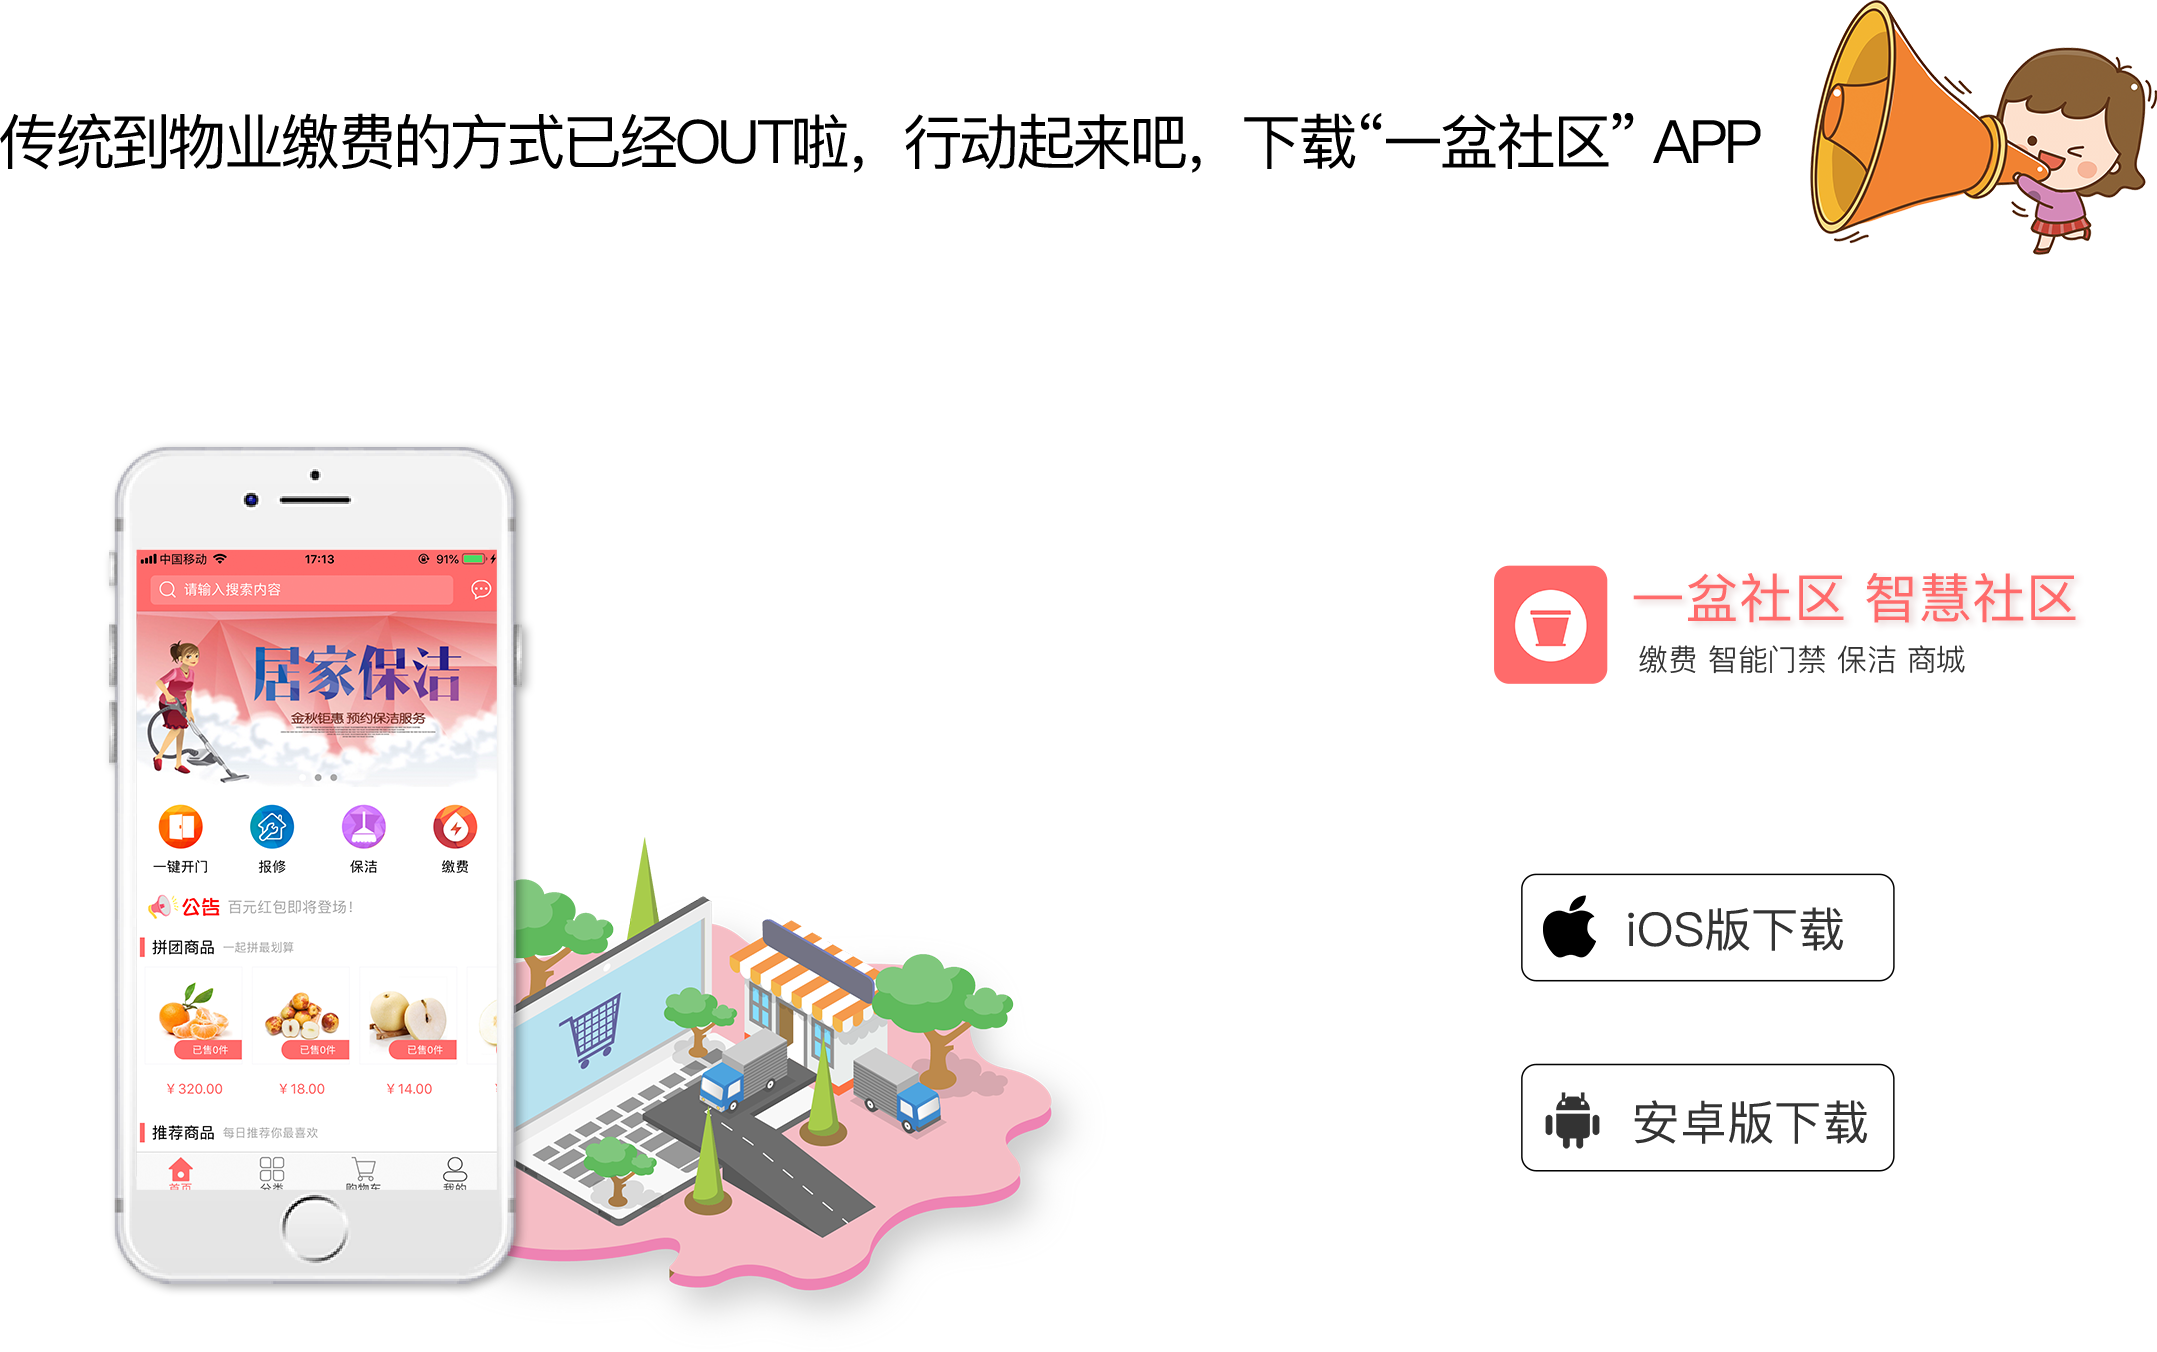 传统到物业缴费的方式已经OUT啦，行动起来吧，下载“一盆社区” APP
中国移动 17:13 91%
请输入搜索内容
居家保洁
金秋钜惠 预约保洁服务
一键开门 报修 保洁 缴费
公告 百元红包即将登场！
拼团商品 一起拼最划算
已售0件 已售0件 已售0件
￥320.00 ￥18.00 ￥14.00
推荐商品 每日推荐你最喜欢
首页 分类 购物车 我的
一盆社区 智慧社区
缴费 智能门禁 保洁 商城
iOS版下载
安卓版下载